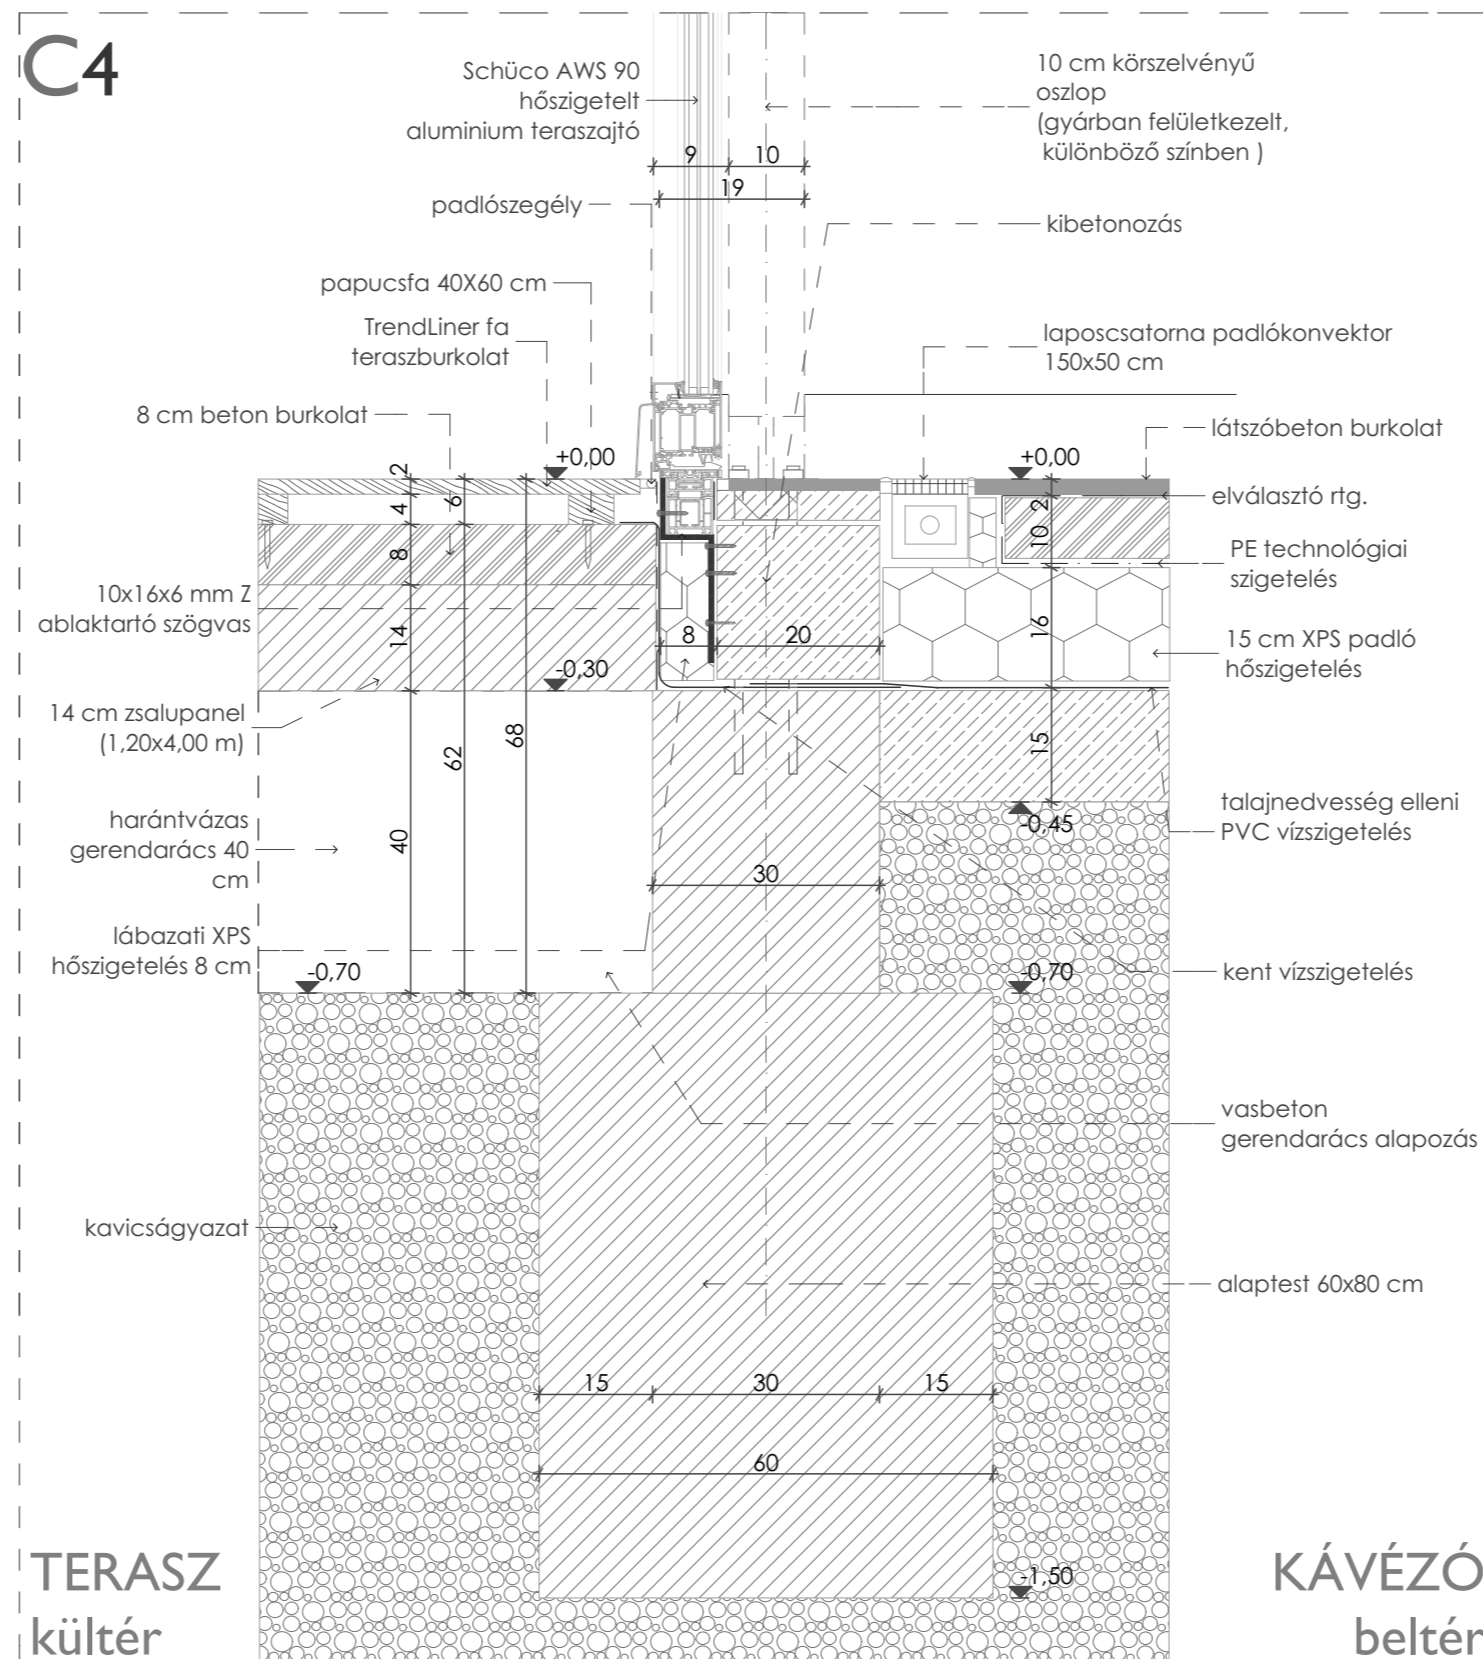 C4
Schüco AWS 90
hőszigetelt
aluminium teraszajtó
10 cm körszelvényű
oszlop
(gyárban felületkezelt,
különböző színben )
9
10
19
padlószegély
kibetonozás
papucsfa 40X60 cm
TrendLiner fa
teraszburkolat
laposcsatorna padlókonvektor
150x50 cm
8 cm beton burkolat
látszóbeton burkolat
+0,00
+0,00
2
4
6
8
14
2
10
16
15
elválasztó rtg.
PE technológiai
szigetelés
10x16x6 mm Z
ablaktartó szögvas
8
20
15 cm XPS padló
hőszigetelés
-0,30
14 cm zsalupanel
(1,20x4,00 m)
62
68
40
harántvázas
gerendarács 40
cm
-0,45
talajnedvesség elleni
PVC vízszigetelés
30
lábazati XPS
hőszigetelés 8 cm
-0,70
-0,70
kent vízszigetelés
vasbeton
gerendarács alapozás
kavicságyazat
alaptest 60x80 cm
15
30
15
60
-1,50
TERASZ
kültér
KÁVÉZÓ
beltér